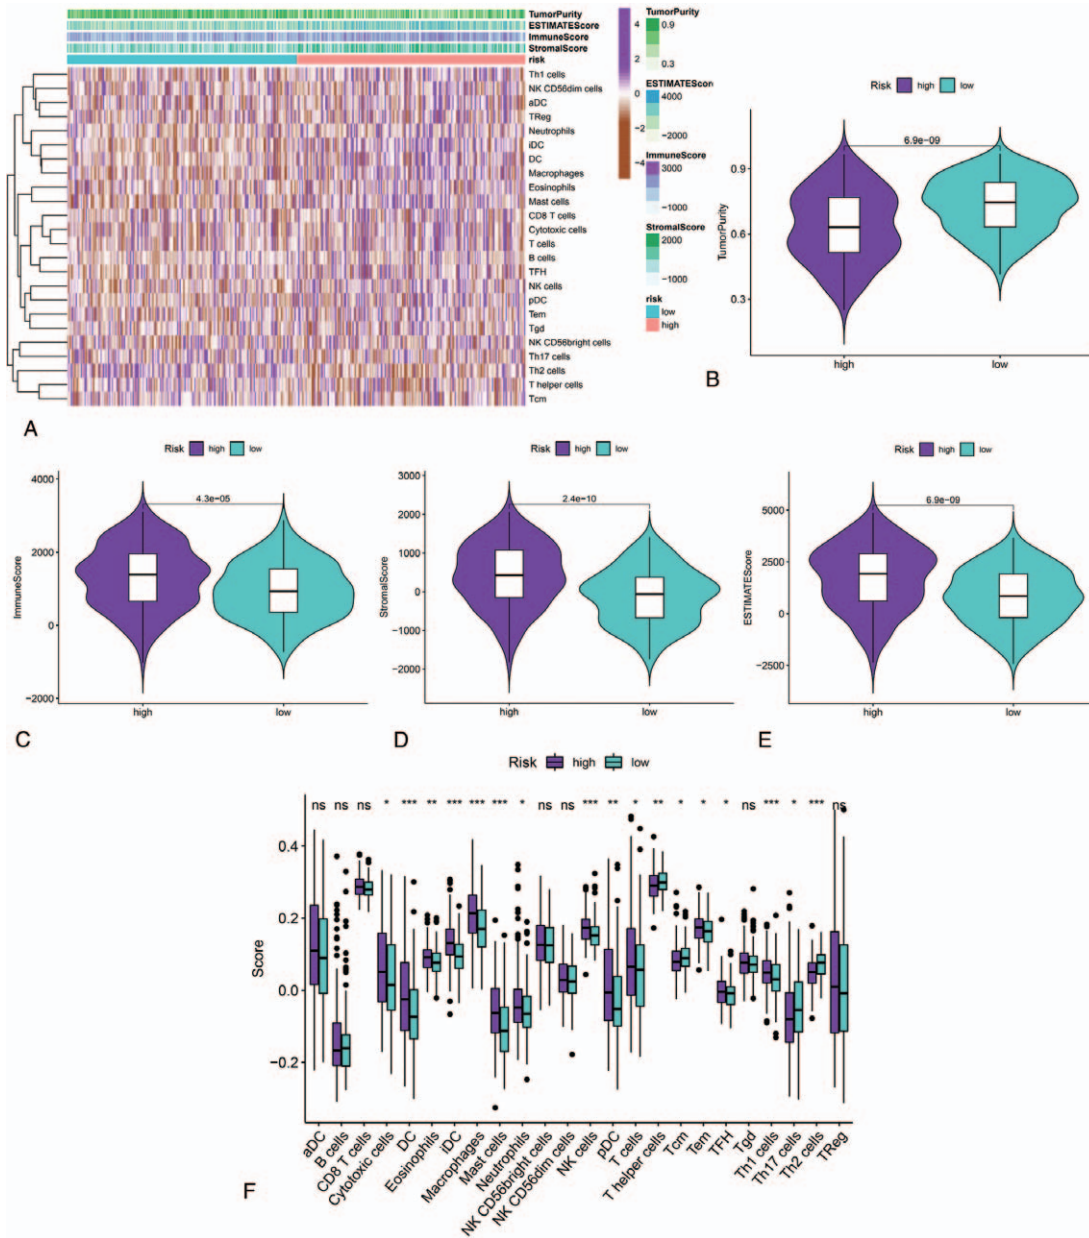 TumorPurity
ESTIMATEScore
ImmuneScore
StromalScore
risk
Th1 cells
NK CD56dim cells
aDC
TReg
Neutrophils
iDC
DC
Macrophages
Eosinophils
Mast cells
CD8 T cells
Cytotoxic cells
T cells
B cells
TFH
NK cells
pDC
Tem
Tgd
NK CD56bright cells
Th17 cells
Th2 cells
T helper cells
Tcm
4
2
0
−2
−4
TumorPurity
0.9
0.3
ESTIMATEScore
4000
−2000
ImmuneScore
3000
−1000
StromalScore
2000
−1000
risk
low
high
A
Risk high low
6.9e−09
TumorPurity
0.9
0.6
0.3
high low
B
Risk high low
4.3e−05
ImmuneScore
4000
2000
0
−2000
high low
C
Risk high low
2.4e−10
StromalScore
3000
2000
1000
0
−1000
−2000
high low
D
Risk high low
6.9e−09
ESTIMATEScore
5000
2500
0
−2500
high low
E
Risk high low
ns ns ns * *** ** *** *** *** * ns ns *** ** * ** * * * ns *** * *** ns
Score
0.4
0.2
0.0
−0.2
aDC
B cells
CD8 T cells
Cytotoxic cells
DC
Eosinophils
iDC
Macrophages
Mast cells
Neutrophils
NK CD56bright cells
NK CD56dim cells
NK cells
pDC
T cells
T helper cells
Tcm
Tem
TFH
Tgd
Th1 cells
Th17 cells
Th2 cells
TReg
F